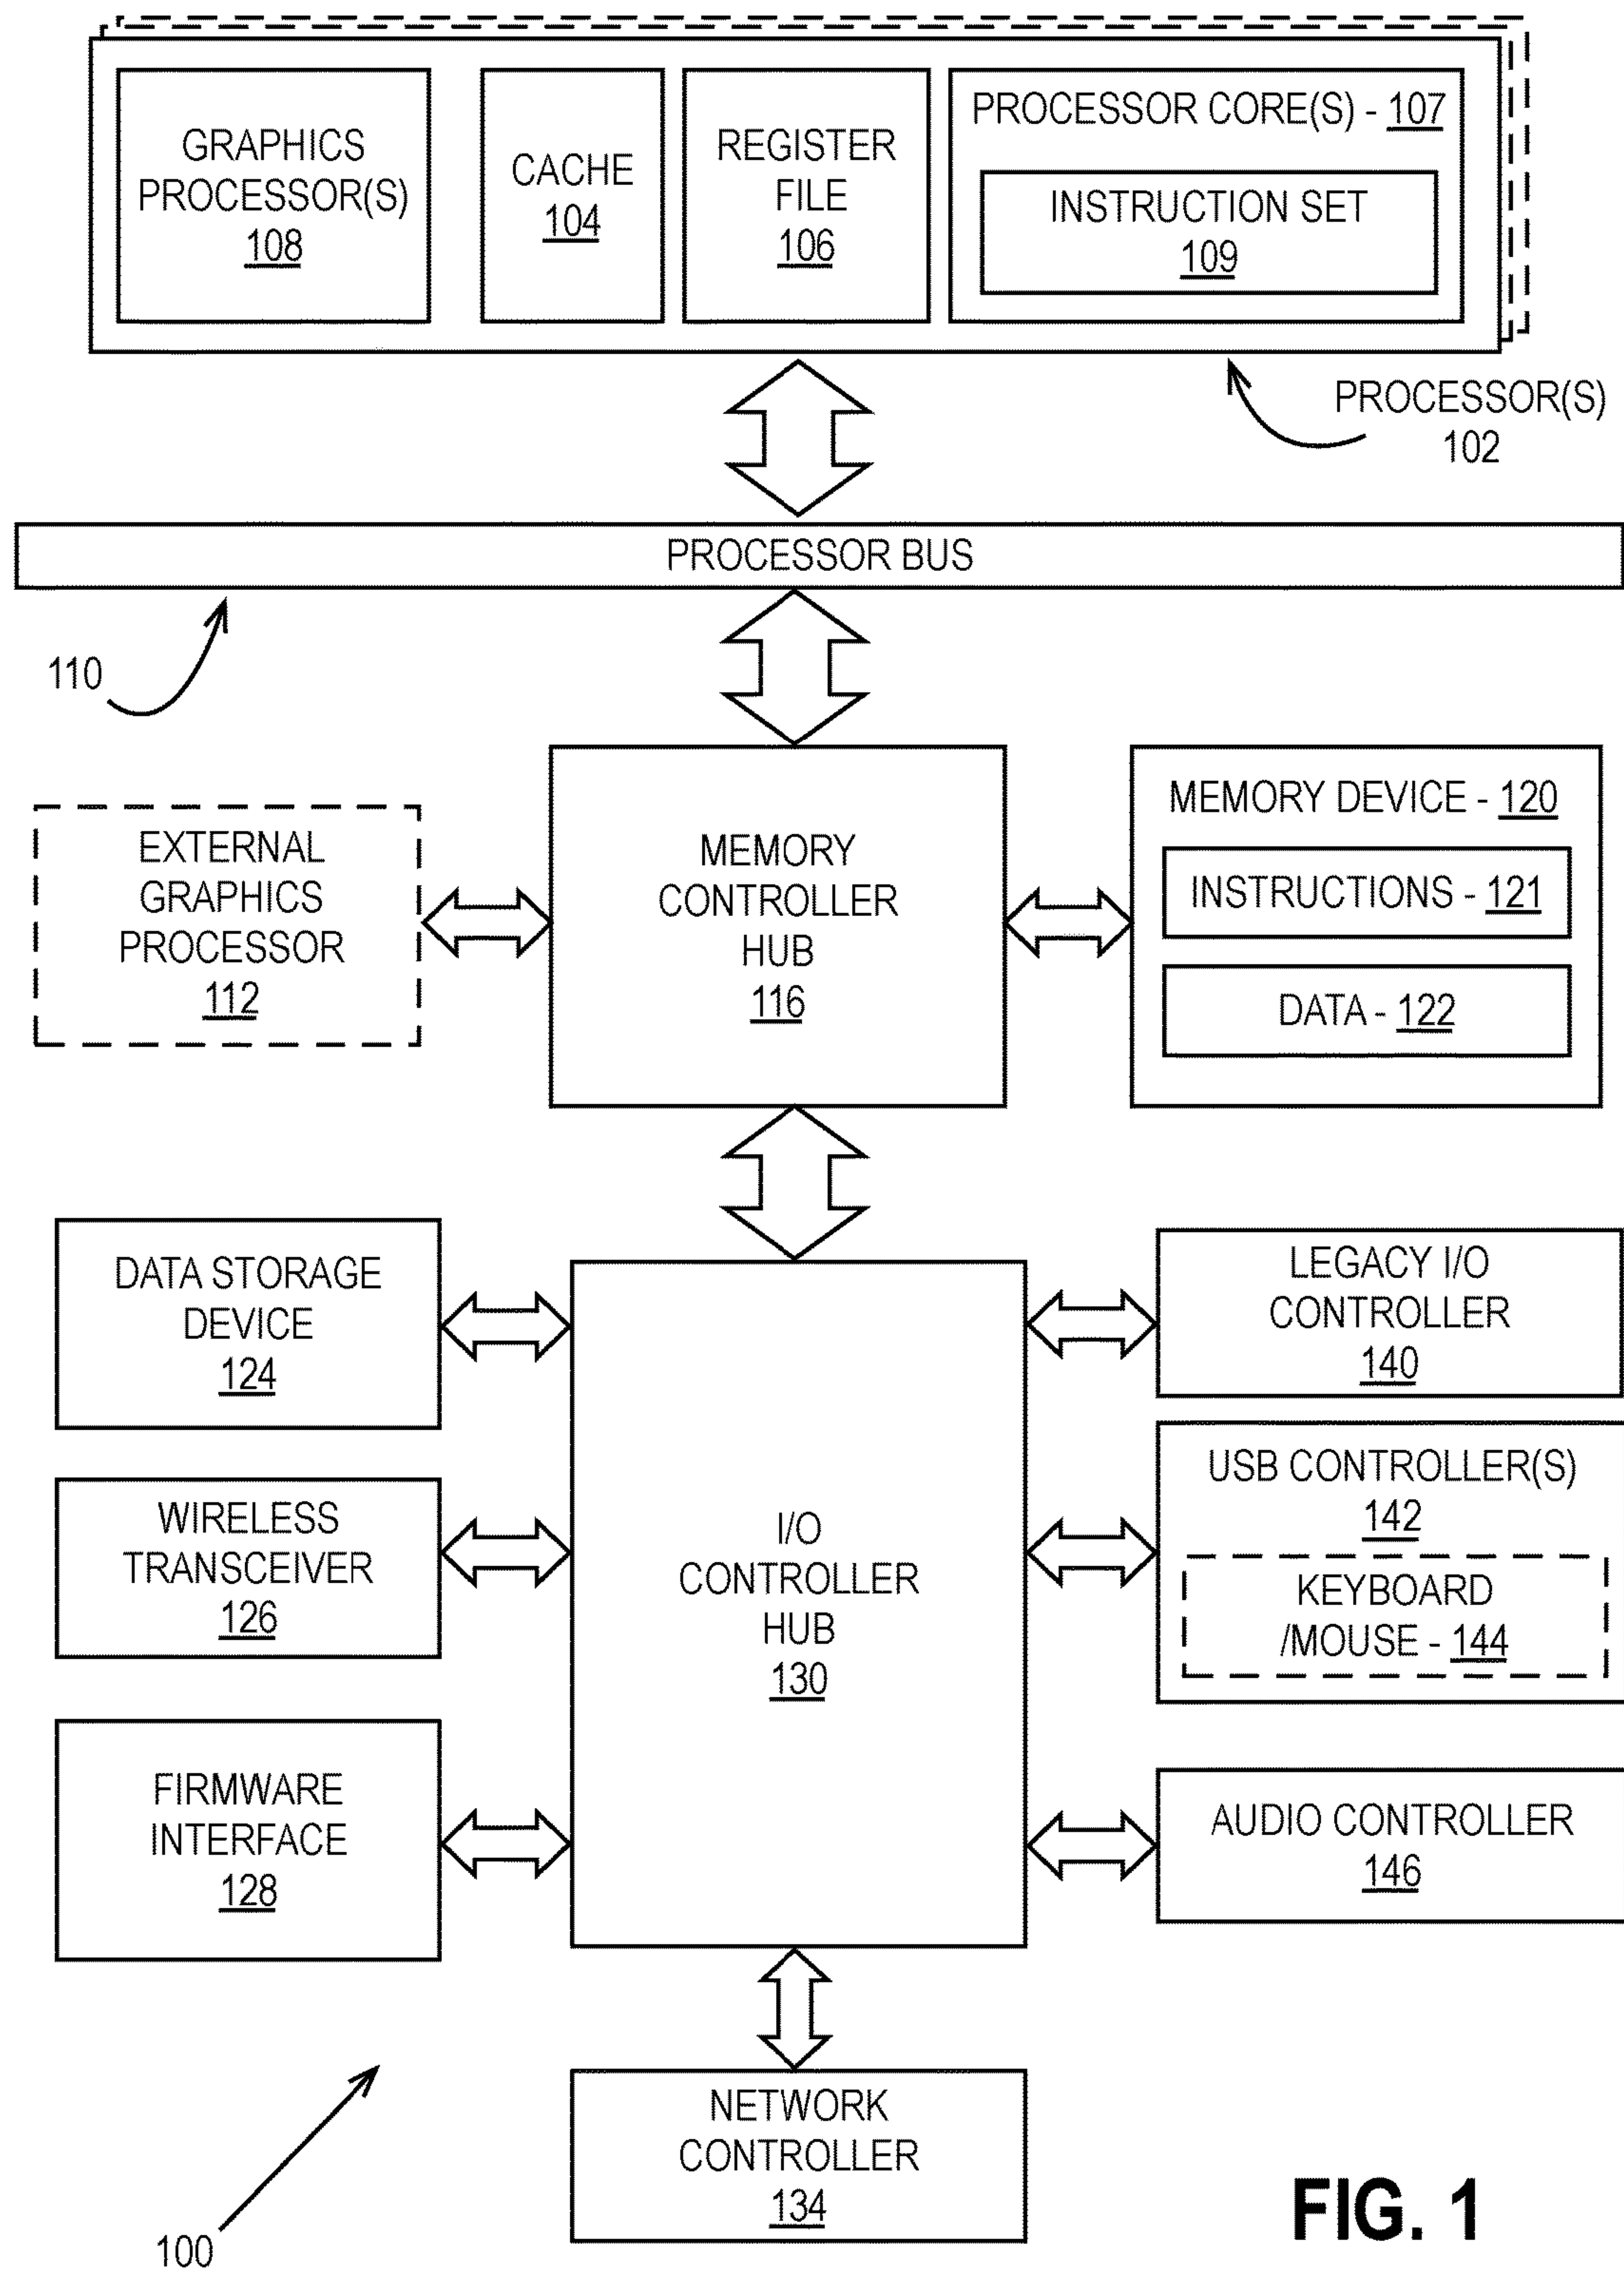 GRAPHICS
PROCESSOR(S)
108
CACHE
104
REGISTER
FILE
106
PROCESSOR CORE(S) - 107
INSTRUCTION SET
109
PROCESSOR(S)
102
PROCESSOR BUS
110
EXTERNAL
GRAPHICS
PROCESSOR
112
MEMORY
CONTROLLER
HUB
116
MEMORY DEVICE - 120
INSTRUCTIONS - 121
DATA - 122
DATA STORAGE
DEVICE
124
WIRELESS
TRANSCEIVER
126
FIRMWARE
INTERFACE
128
I/O
CONTROLLER
HUB
130
LEGACY I/O
CONTROLLER
140
USB CONTROLLER(S)
142
KEYBOARD
/MOUSE - 144
AUDIO CONTROLLER
146
NETWORK
CONTROLLER
134
100
FIG. 1